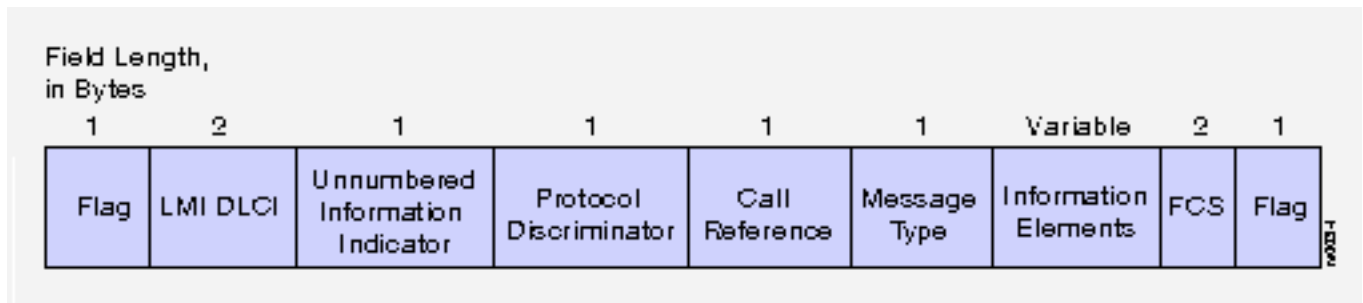 Field Length,
in Bytes
1 2 1 1 1 1 Variable 2 1
Flag LMI DLCI Unnumbered Information Indicator Protocol Discriminator Call Reference Message Type Information Elements FCS Flag